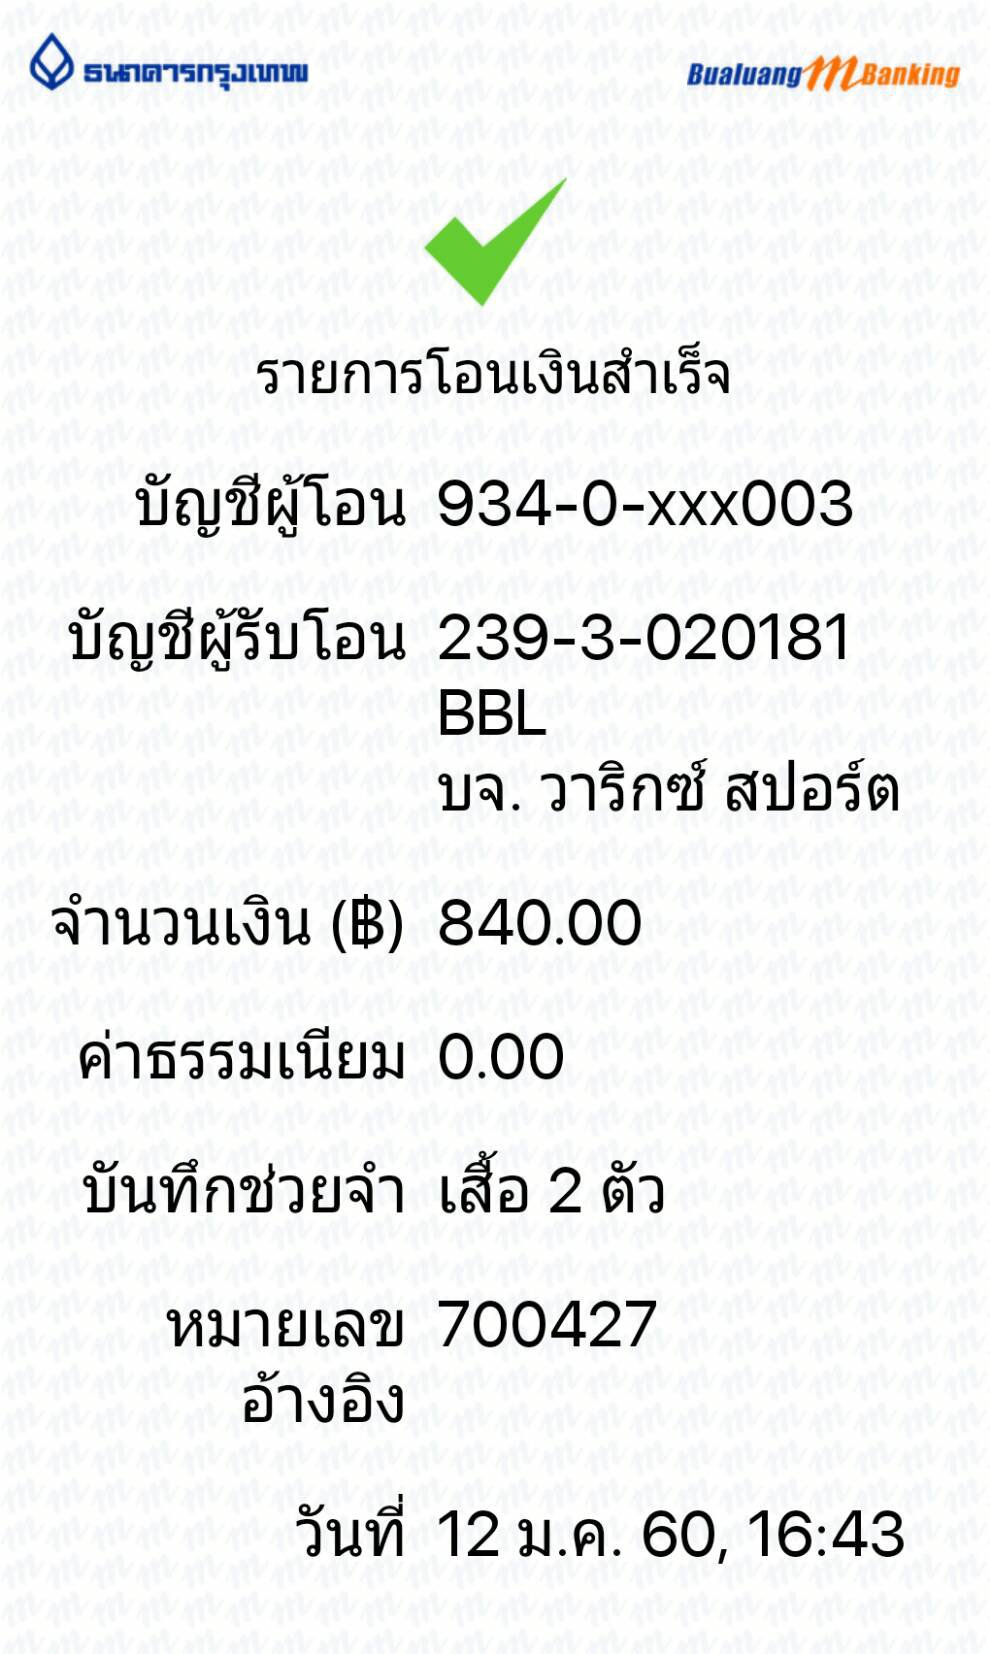 ธนาคารกรุงเทพ
Bualuang mBanking
รายการโอนเงินสำเร็จ
บัญชีผู้โอน 934-0-xxx003
บัญชีผู้รับโอน 239-3-020181
BBL
บจ. วาริกซ์ สปอร์ต
จำนวนเงิน (฿) 840.00
ค่าธรรมเนียม 0.00
บันทึกช่วยจำ เสื้อ 2 ตัว
หมายเลข 700427
อ้างอิง
วันที่ 12 ม.ค. 60, 16:43